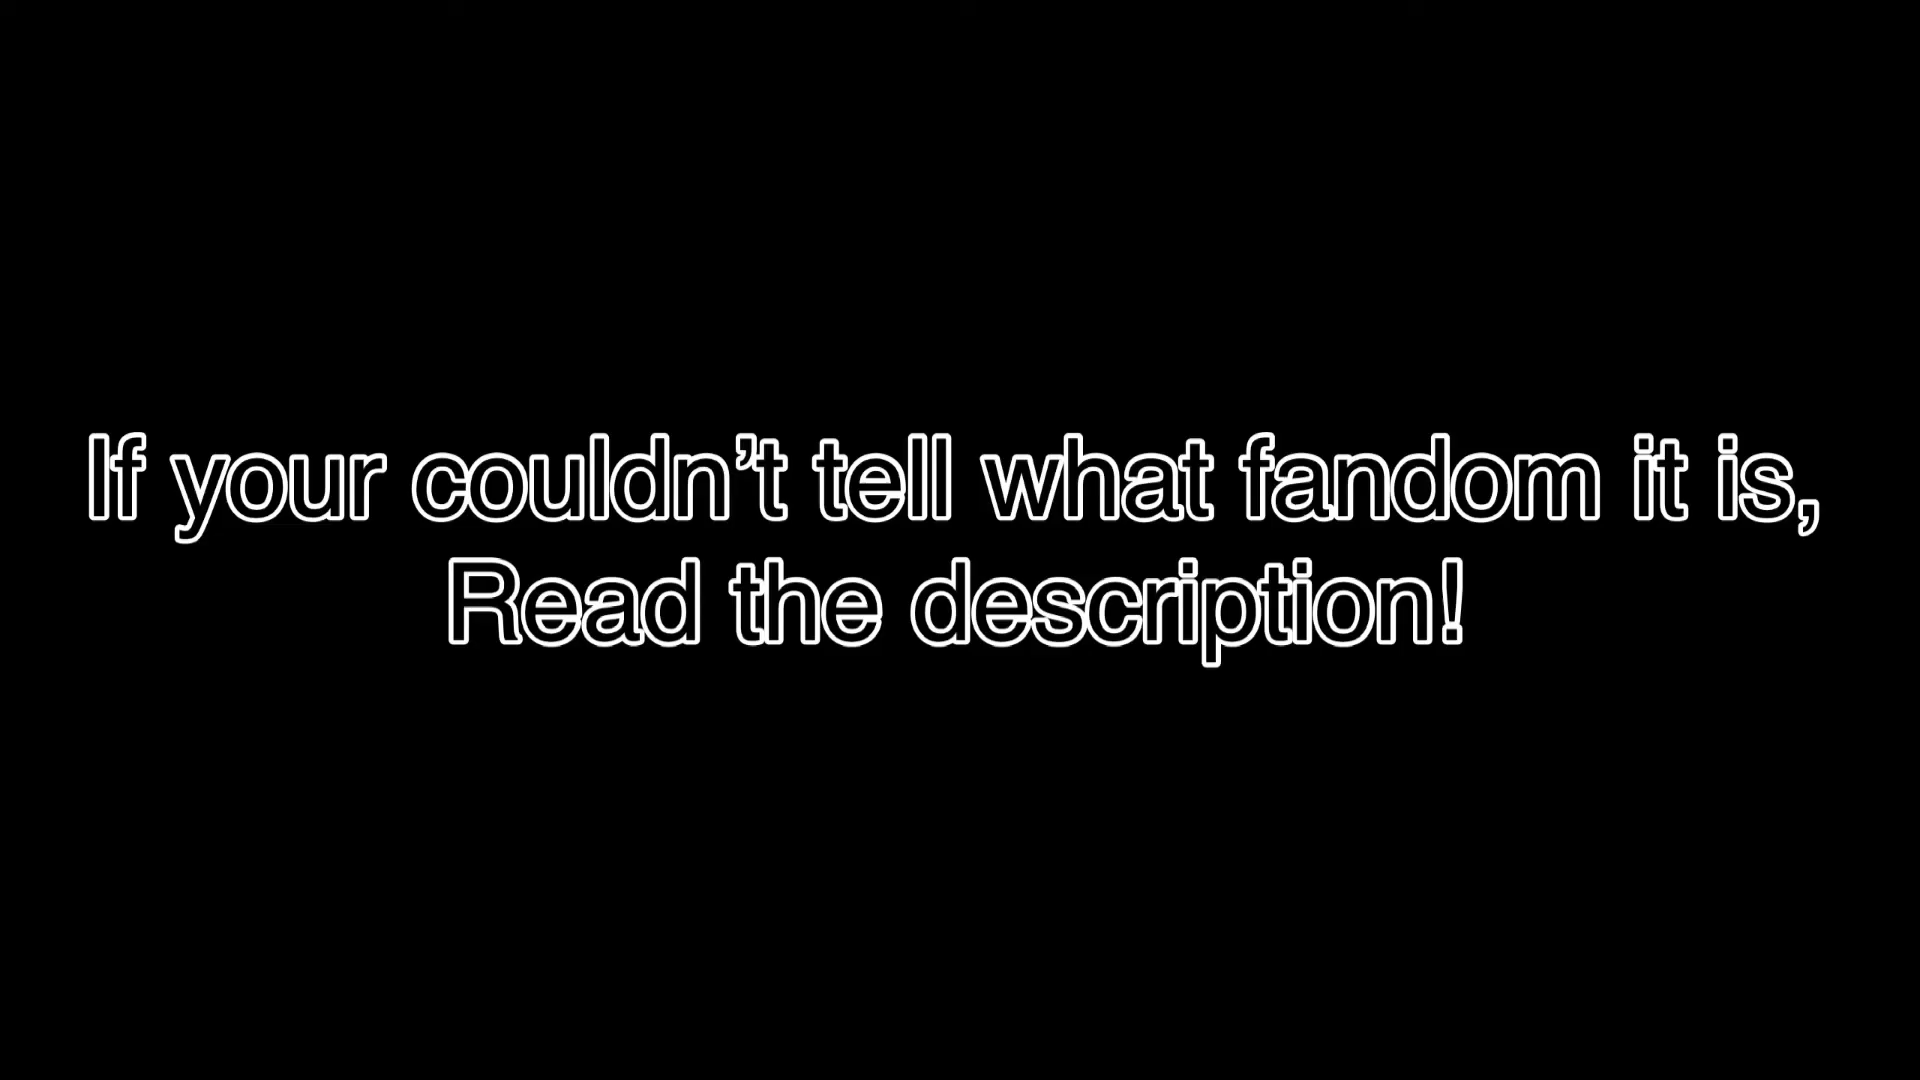 If your couldn’t tell what fandom it is,
Read the description!